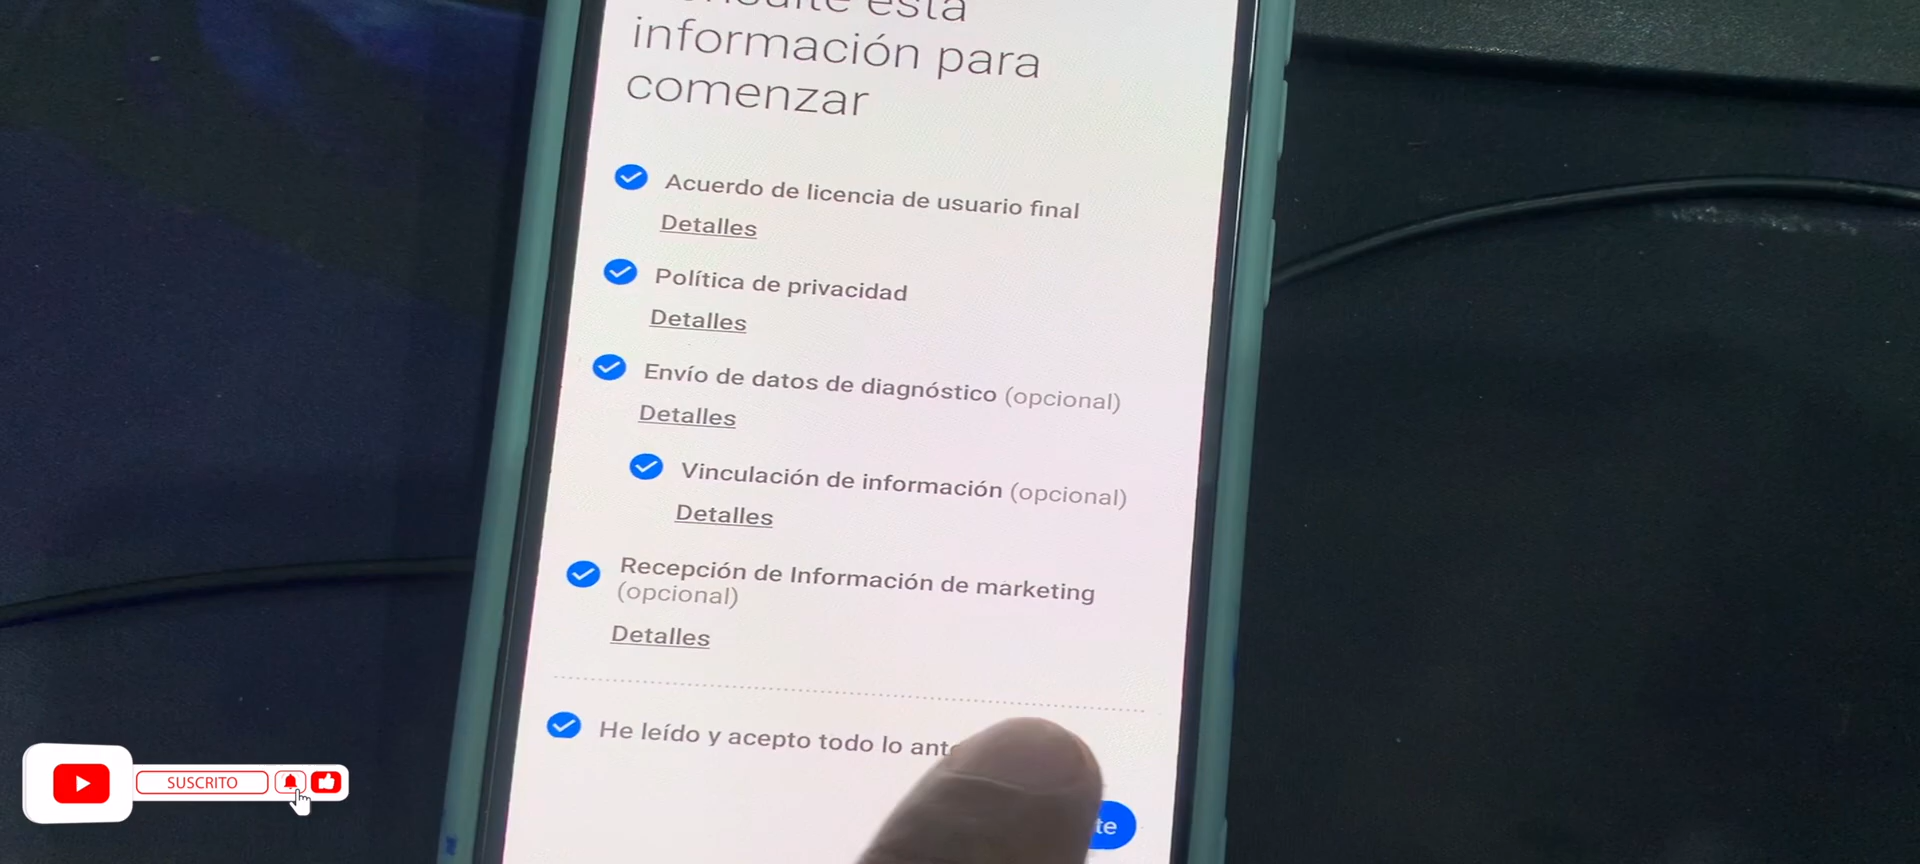 esta
información para
comenzar
Acuerdo de licencia de usuario final
Detalles
Política de privacidad
Detalles
Envío de datos de diagnóstico (opcional)
Detalles
Vinculación de información (opcional)
Detalles
Recepción de Información de marketing
(opcional)
Detalles
He leído y acepto todo lo
SUSCRITO